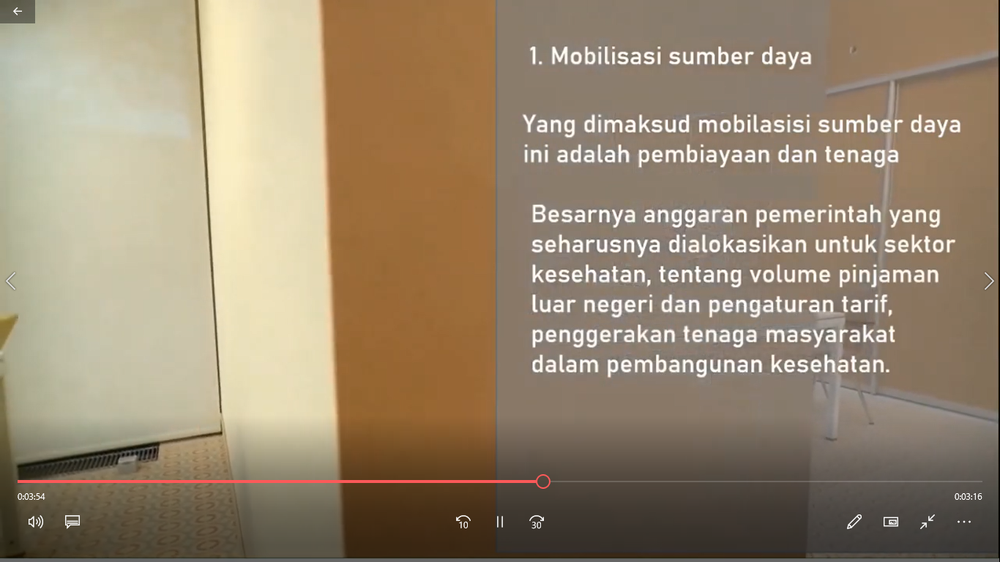 1. Mobilisasi sumber daya
Yang dimaksud mobilasisi sumber daya
ini adalah pembiayaan dan tenaga
Besarnya anggaran pemerintah yang
seharusnya dialokasikan untuk sektor
kesehatan, tentang volume pinjaman
luar negeri dan pengaturan tarif,
penggerakan tenaga masyarakat
dalam pembangunan kesehatan.
0:03:54
0:03:16
10
30